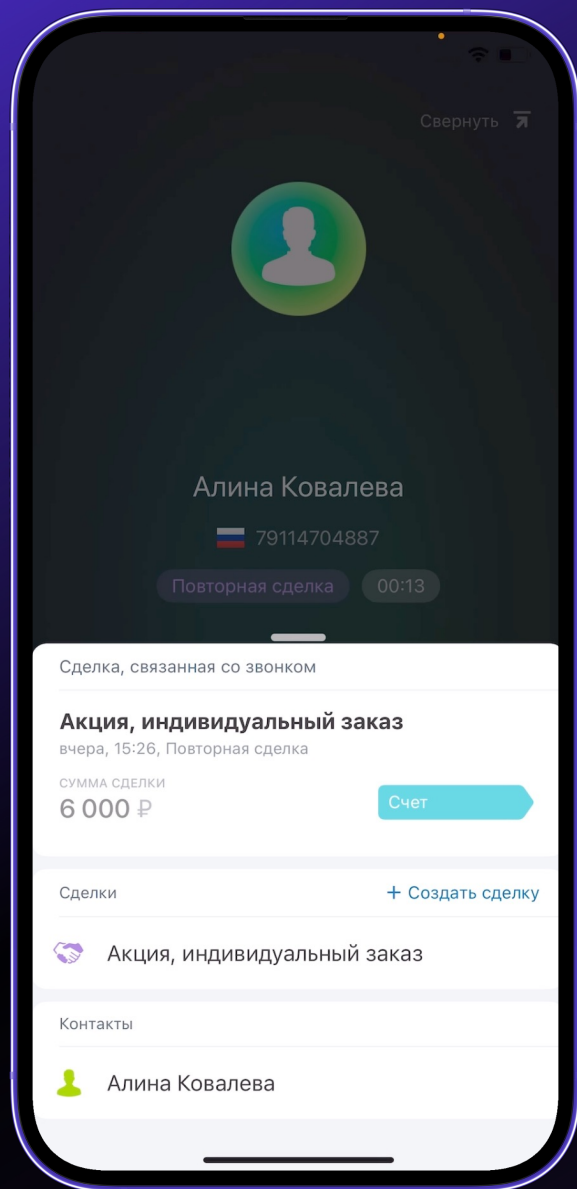 Свернуть
Алина Ковалева
79114704887
Повторная сделка 00:13
Сделка, связанная со звонком
Акция, индивидуальный заказ
вчера, 15:26, Повторная сделка
СУММА СДЕЛКИ
6 000 ₽
Счет
Сделки + Создать сделку
Акция, индивидуальный заказ
Контакты
Алина Ковалева